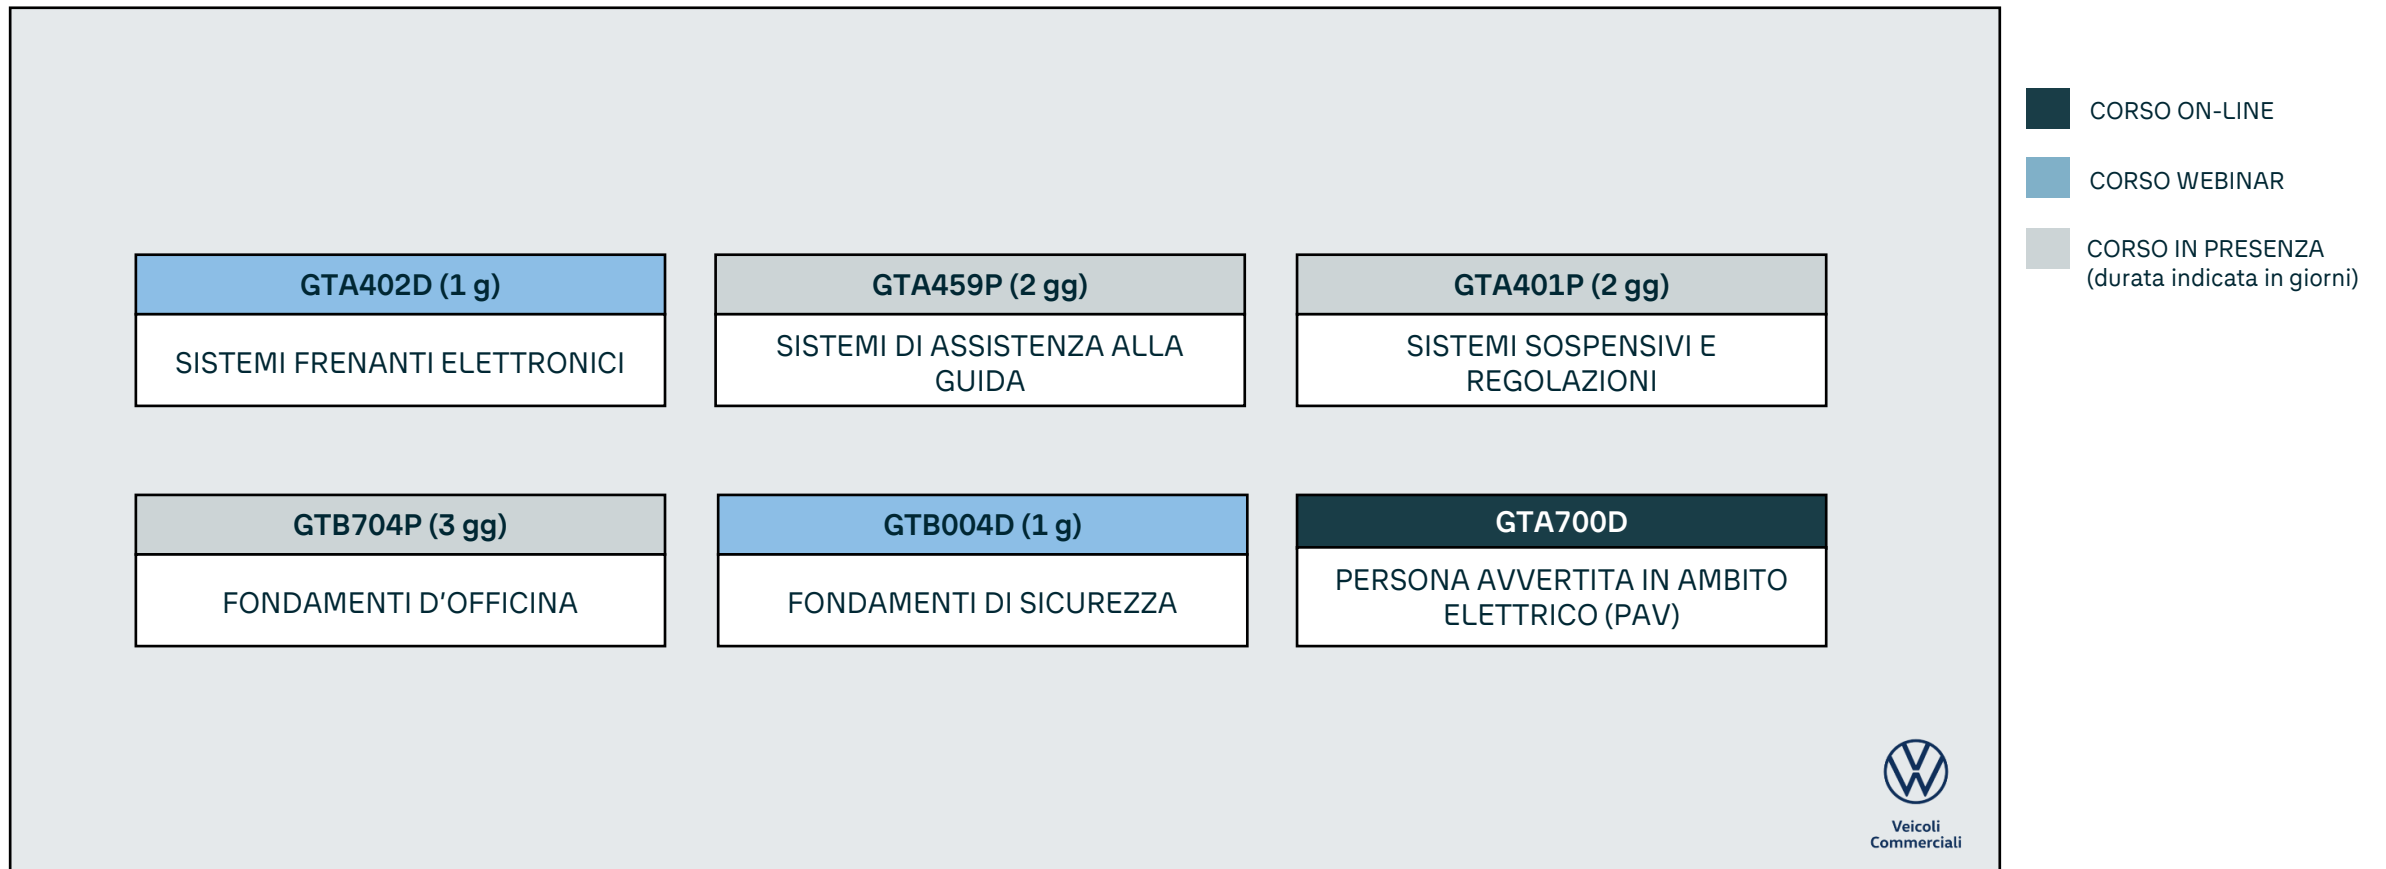 CORSO ON-LINE
CORSO WEBINAR
CORSO IN PRESENZA
(durata indicata in giorni)
GTA402D (1 g)
SISTEMI FRENANTI ELETTRONICI
GTA459P (2 gg)
SISTEMI DI ASSISTENZA ALLA
GUIDA
GTA401P (2 gg)
SISTEMI SOSPENSIVI E
REGOLAZIONI
GTB704P (3 gg)
FONDAMENTI D’OFFICINA
GTB004D (1 g)
FONDAMENTI DI SICUREZZA
GTA700D
PERSONA AVVERTITA IN AMBITO
ELETTRICO (PAV)
Veicoli
Commerciali